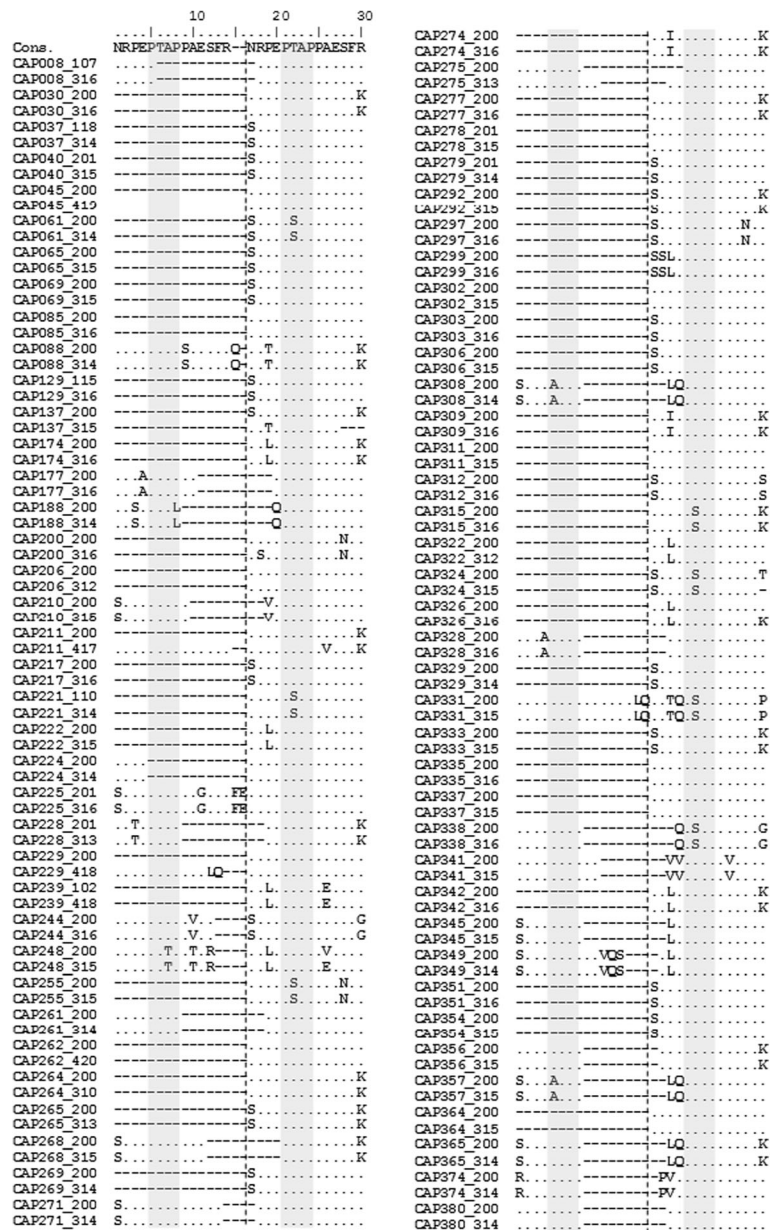 10 20 30
Cons. NRPEPTAPPAESFR--NRPEPTAPPAESFR
CAP008_107 .....------------.............
CAP008_316 .....------------.............
CAP030_200 ----------------.............K
CAP030_316 ----------------.............K
CAP037_118 ----------------S.............
CAP037_314 ----------------S.............
CAP040_201 ----------------S.............
CAP040_315 ----------------S.............
CAP045_200 ----------------..............
CAP045_419 ..............
CAP061_200 ----------------S....S........
CAP061_314 ----------------S....S........
CAP065_200 ----------------S.............
CAP065_315 ----------------S.............
CAP069_200 ----------------S.............
CAP069_315 ----------------S.............
CAP085_200 ----------------..............
CAP085_316 ----------------..............
CAP088_200 ........S.....Q-..T..........K
CAP088_314 ........S.....Q-..T..........K
CAP129_115 ----------------S.............
CAP129_316 ----------------S.............
CAP137_200 ----------------S............K
CAP137_315 ----------------..T........---
CAP174_200 ----------------..L..........K
CAP174_316 ----------------..L..........K
CAP177_200 ...A......---------...........
CAP177_316 ...A......---------...........
CAP188_200 ..S....L-----------Q..........
CAP188_314 ..S....L-----------Q..........
CAP200_200 ----------------...........N..
CAP200_316 ----------------.S.........N..
CAP206_200 ----------------..............
CAP206_312 ----------------..............
CAP210_200 S........---------V...........
CAP210_315 S........---------V...........
CAP211_200 ----------------.............K
CAP211_417 ..............--.........V...K
CAP217_200 ----------------S.............
CAP217_316 ----------------S.............
CAP221_110 ----------------.....S........
CAP221_314 ----------------.....S........
CAP222_200 ----------------..L...........
CAP222_315 ----------------..L...........
CAP224_200 ....------------..............
CAP224_314 ....------------..............
CAP225_201 S.........G...FE..............
CAP225_316 S.........G...FE..............
CAP228_201 ..T.....----------...........K
CAP228_313 ..T.....----------...........K
CAP229_200 ----------------..............
CAP229_418 ...........LQ---..............
CAP239_102 ----------------..L......E....
CAP239_418 ----------------..L......E....
CAP244_200 .........V..----S............G
CAP244_316 .........V..----S............G
CAP248_200 ......T..T.R----..L......V....
CAP248_315 ......T..T.R----..L......E....
CAP255_200 ----------------.....S.....N..
CAP255_315 ----------------.....S.....N..
CAP261_200 ........----------............
CAP261_314 ........----------............
CAP262_200 ----------------..............
CAP262_420 ----------------..............
CAP264_200 ----------------.............K
CAP264_310 ----------------.............K
CAP265_200 ----------------S............K
CAP265_313 ----------------S............K
CAP268_200 S..........---------.........K
CAP268_315 S..........---------.........K
CAP269_200 ----------------S.............
CAP269_314 ----------------S.............
CAP271_200 S............---..............
CAP271_314 S............---..............
CAP274_200 ----------------..I..........K
CAP274_316 ----------------..I..........K
CAP275_200 ........------------..........
CAP275_313 ..........--------............
CAP277_200 ----------------.............K
CAP277_316 ----------------.............K
CAP278_201 ----------------..............
CAP278_315 ----------------..............
CAP279_201 ----------------S.............
CAP279_314 ----------------S.............
CAP292_200 ----------------S............K
CAP292_315 ----------------S............K
CAP297_200 ----------------S..........N..
CAP297_316 ----------------S..........N..
CAP299_200 ----------------SSL...........
CAP299_316 ----------------SSL...........
CAP302_200 ----------------..............
CAP302_315 ----------------..............
CAP303_200 ----------------S.............
CAP303_316 ----------------S.............
CAP306_200 ----------------S.............
CAP306_315 ----------------S.............
CAP308_200 S...A...----------LQ..........
CAP308_314 S...A...----------LQ..........
CAP309_200 ----------------..I..........K
CAP309_316 ----------------..I..........K
CAP311_200 ----------------..............
CAP311_315 ----------------..............
CAP312_200 ----------------S............S
CAP312_316 ----------------S............S
CAP315_200 ----------------.....S.......K
CAP315_316 ----------------.....S.......K
CAP322_200 ----------------..L...........
CAP322_312 ----------------..L...........
CAP324_200 ----------------S....S.......T
CAP324_315 ----------------S....S.......-
CAP326_200 ----------------..L...........
CAP326_316 ----------------..L..........K
CAP328_200 ...A....----------............
CAP328_316 ...A....----------............
CAP329_200 ----------------S.............
CAP329_314 ----------------S.............
CAP331_200 ..............LQ..TQ.S.......P
CAP331_315 ..............LQ..TQ.S.......P
CAP333_200 ----------------S............K
CAP333_315 ----------------S............K
CAP335_200 ----------------..............
CAP335_316 ----------------..............
CAP337_200 ----------------..............
CAP337_315 ----------------..............
CAP338_200 ........-----------Q.S.......G
CAP338_316 ........-----------Q.S.......G
CAP341_200 ..........--------VV.....V....
CAP341_315 ..........--------VV.....V....
CAP342_200 ----------------..L..........K
CAP342_316 ----------------..L..........K
CAP345_200 S.......----------L...........
CAP345_315 S.......----------L...........
CAP349_200 S.........VQS----.L...........
CAP349_314 S.........VQS----.L...........
CAP351_200 ----------------S.............
CAP351_316 ----------------S.............
CAP354_200 ----------------S.............
CAP354_315 ----------------S.............
CAP356_200 ........---------............K
CAP356_315 ........---------............K
CAP357_200 S...A...----------LQ..........
CAP357_315 S...A...----------LQ..........
CAP364_200 ----------------..............
CAP364_315 ----------------..............
CAP365_200 S.......----------LQ.........K
CAP365_314 S.......----------LQ.........K
CAP374_200 R.......---------PV...........
CAP374_314 R.......---------PV...........
CAP380_200 ........---------.............
CAP380_314 ........---------.............